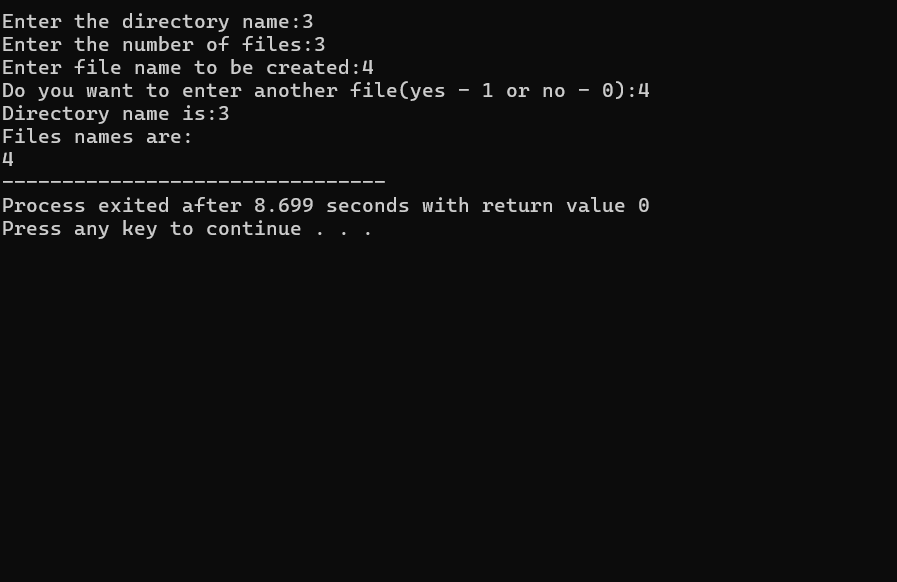 Enter the directory name:3
Enter the number of files:3
Enter file name to be created:4
Do you want to enter another file(yes - 1 or no - 0):4
Directory name is:3
Files names are:
4
--------------------------------
Process exited after 8.699 seconds with return value 0
Press any key to continue . . .